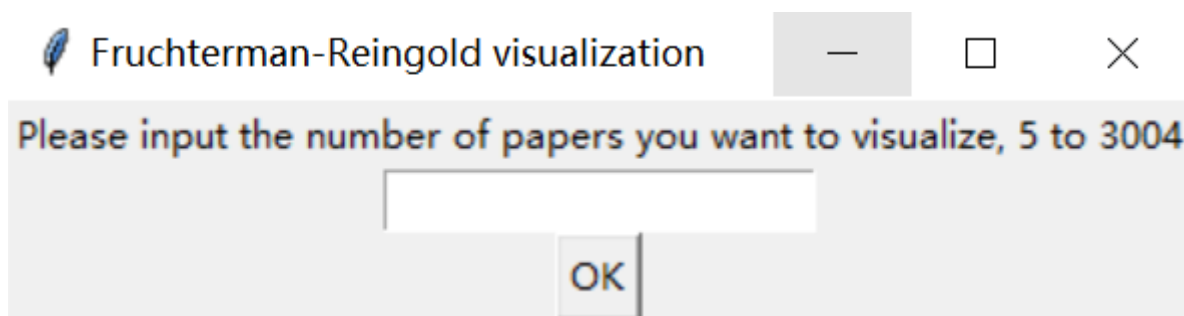 Fruchterman-Reingold visualization
Please input the number of papers you want to visualize, 5 to 3004
OK